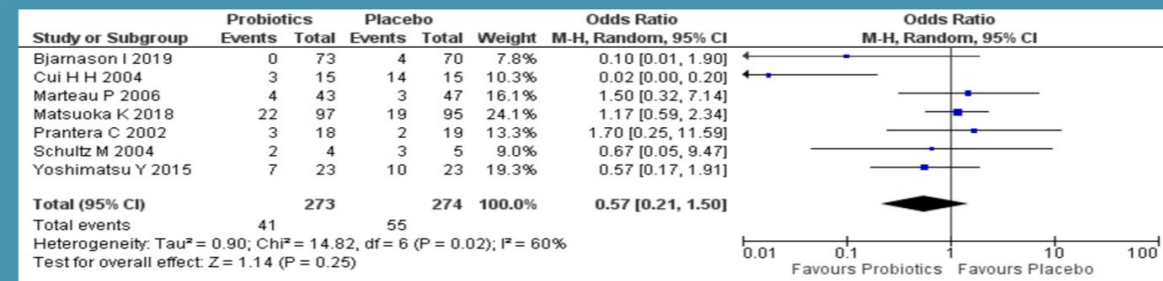 Probiotics Placebo Odds Ratio Odds Ratio
Study or Subgroup Events Total Events Total Weight M-H, Random, 95% CI M-H, Random, 95% CI
Bjarnason I 2019 0 73 4 70 7.8% 0.10 [0.01, 1.90]
Cui H H 2004 3 15 14 15 10.3% 0.02 [0.00, 0.20]
Marteau P 2006 4 43 3 47 16.1% 1.50 [0.32, 7.14]
Matsuoka K 2018 22 97 19 95 24.1% 1.17 [0.59, 2.34]
Prantera C 2002 3 18 2 19 13.3% 1.70 [0.25, 11.59]
Schultz M 2004 2 4 3 5 9.0% 0.67 [0.05, 9.47]
Yoshimatsu Y 2015 7 23 10 23 19.3% 0.57 [0.17, 1.91]
Total (95% CI) 273 274 100.0% 0.57 [0.21, 1.50]
Total events 41 55
Heterogeneity: Tau² = 0.90; Chi² = 14.82, df = 6 (P = 0.02); I² = 60%
Test for overall effect: Z = 1.14 (P = 0.25)
0.01 0.1 1 10 100
Favours Probiotics Favours Placebo